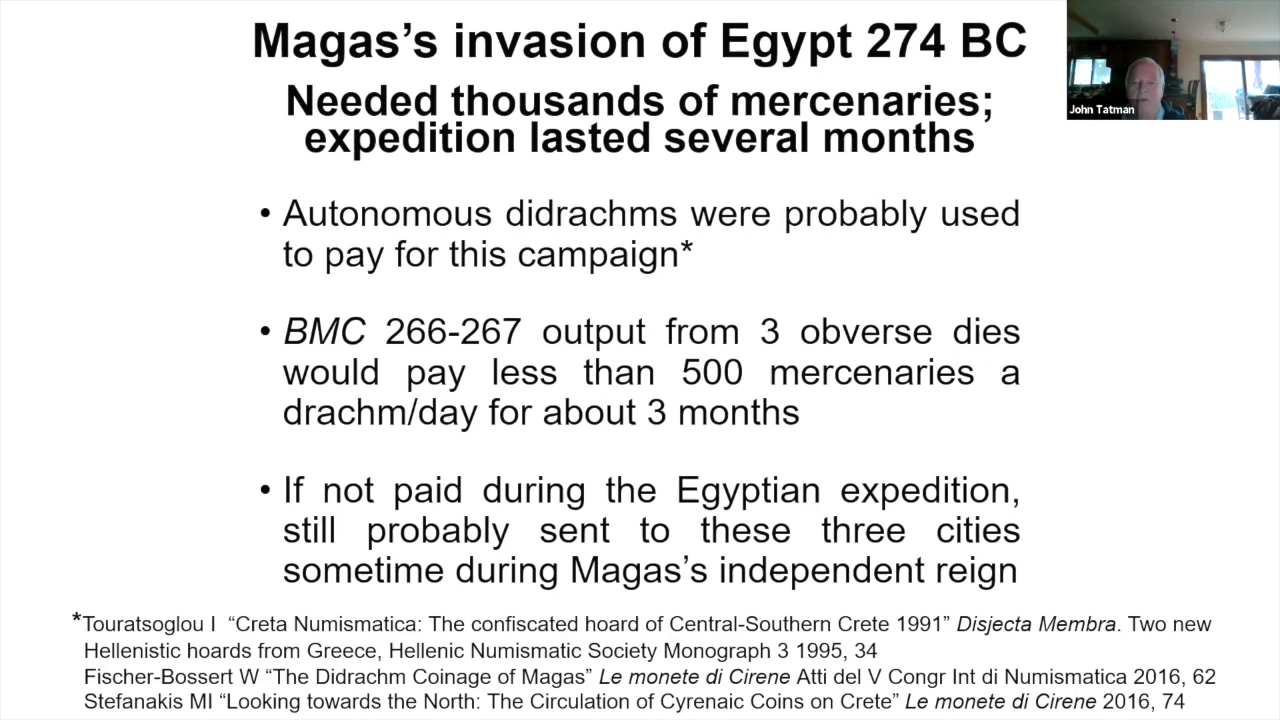 Magas’s invasion of Egypt 274 BC
John Tatman
Needed thousands of mercenaries;
expedition lasted several months
• Autonomous didrachms were probably used
to pay for this campaign*
• BMC 266-267 output from 3 obverse dies
would pay less than 500 mercenaries a
drachm/day for about 3 months
• If not paid during the Egyptian expedition,
still probably sent to these three cities
sometime during Magas’s independent reign
*Touratsoglou I “Creta Numismatica: The confiscated hoard of Central-Southern Crete 1991” Disjecta Membra. Two new
Hellenistic hoards from Greece, Hellenic Numismatic Society Monograph 3 1995, 34
Fischer-Bossert W “The Didrachm Coinage of Magas” Le monete di Cirene Atti del V Congr Int di Numismatica 2016, 62
Stefanakis MI “Looking towards the North: The Circulation of Cyrenaic Coins on Crete” Le monete di Cirene 2016, 74